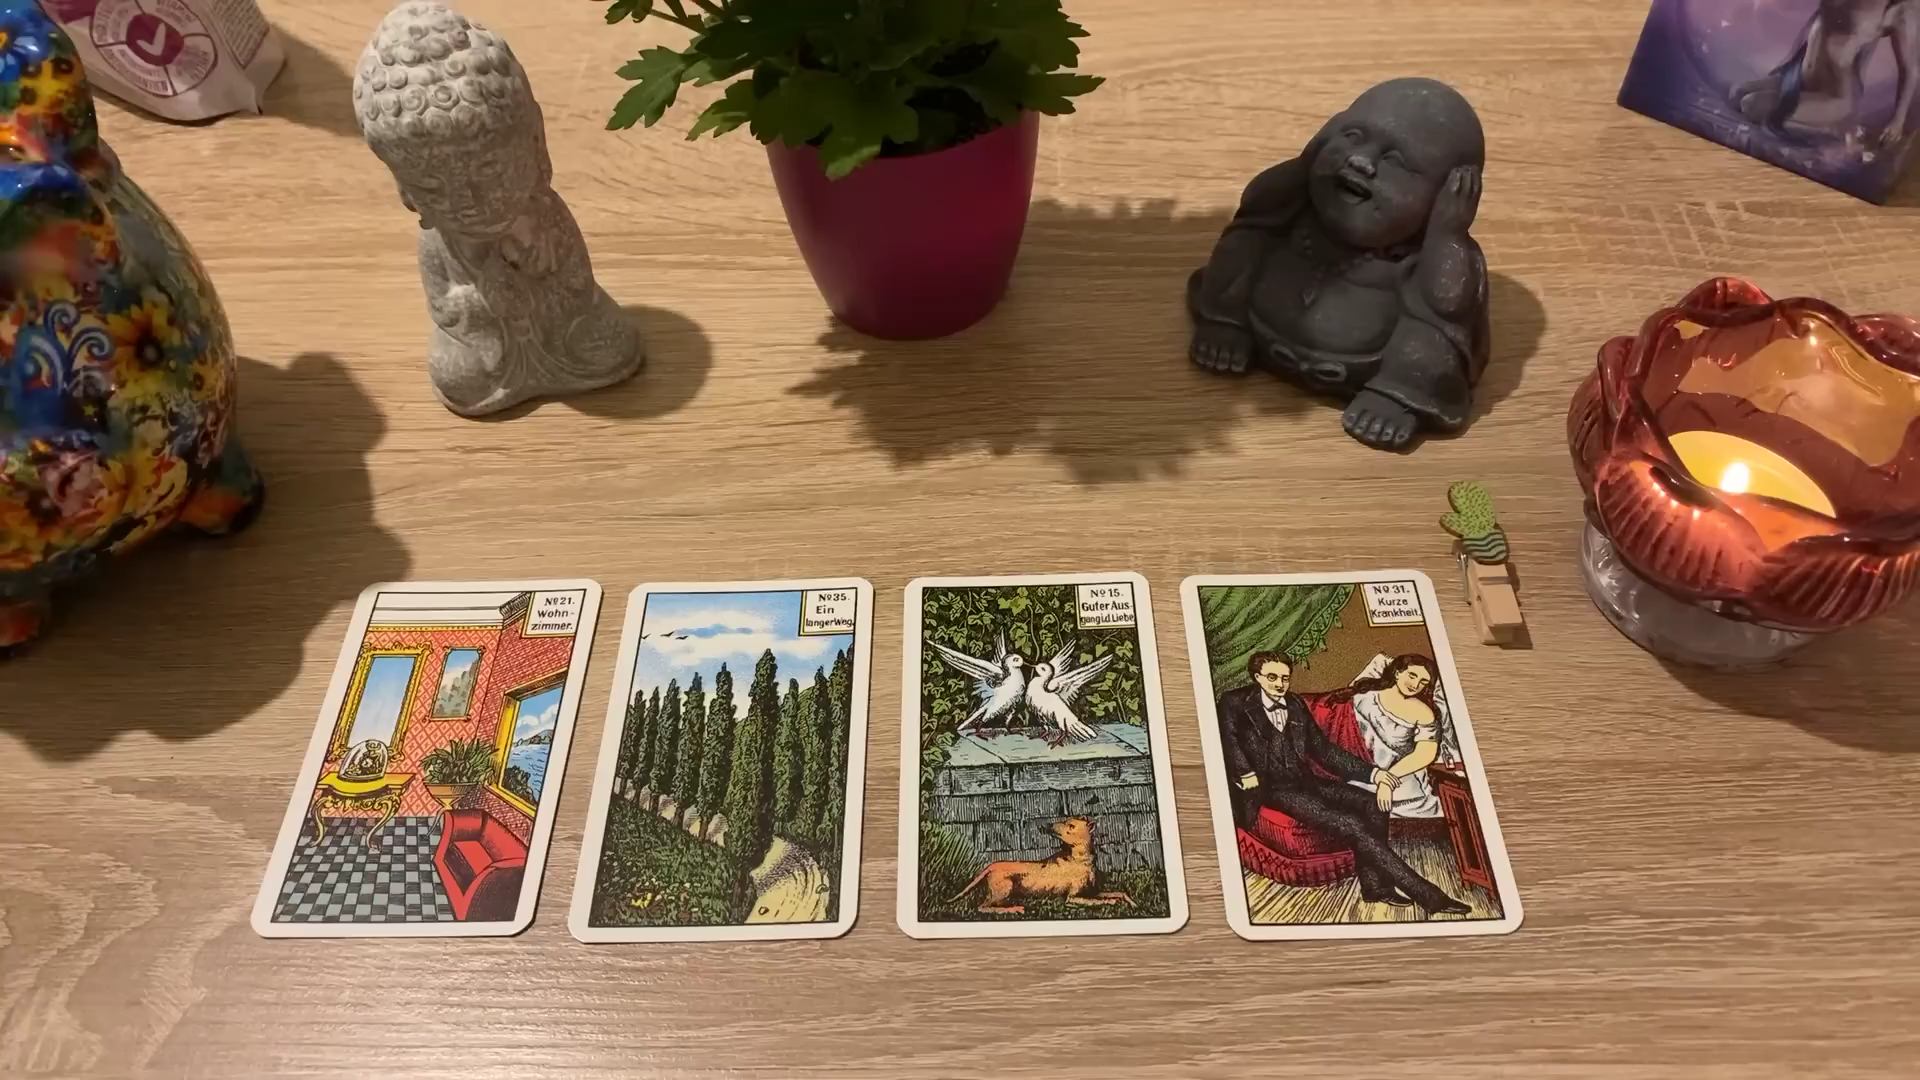 No 21.
Wohn-
zimmer.
No 35.
Ein
langer Weg.
No 15.
Guter Aus-
gang i.d. Liebe
No 31.
Kurze
Krankheit.